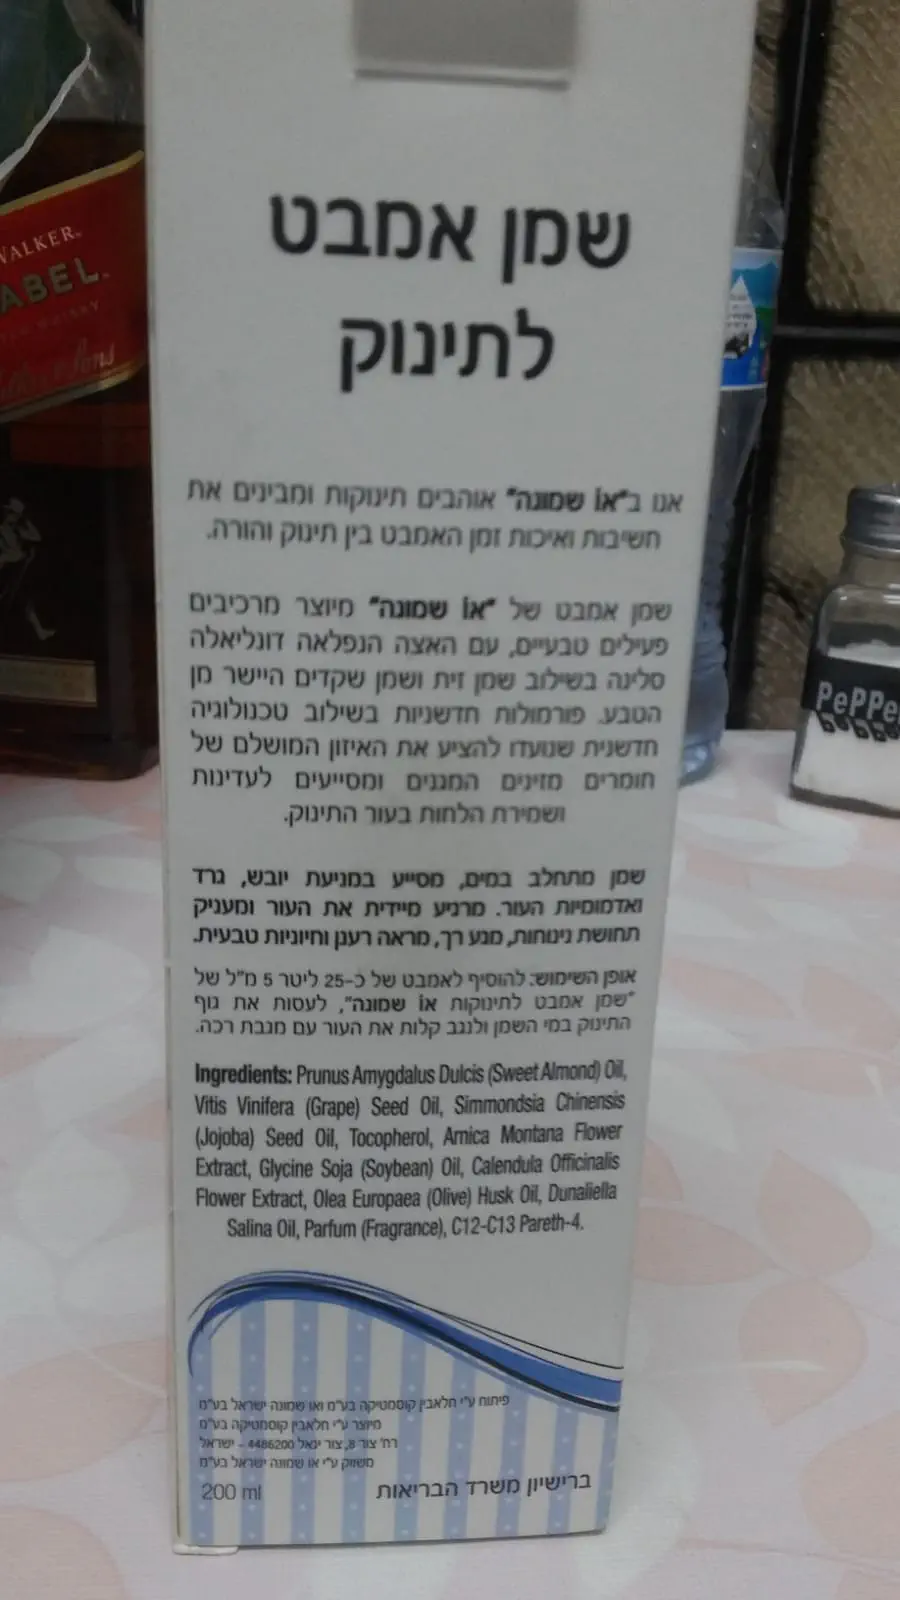 שמן אמבט
לתינוק
אנו ב"או שמונה" אוהבים תינוקות ומבינים את
חשיבות ואיכות זמן האמבט בין תינוק והורה.
שמן אמבט של "או שמונה" מיוצר מרכיבים
פעילים טבעיים, עם האצה הנפלאה דונליאלה
סלינה בשילוב שמן זית ושמן שקדים היישר מן
הטבע. פורמולות חדשניות בשילוב טכנולוגיה
חדשנית שנועדו להציע את האיזון המושלם של
חומרים מזינים המגנים ומסייעים לעדינות
ושמירת הלחות בעור התינוק.
שמן מתחלב במים, מסייע במניעת יובש, גרד
ואדמומיות העור. מרגיע מיידית את העור ומעניק
תחושת נינוחות, מגע רך, מראה רענן וחיוניות טבעית.
אופן השימוש: להוסיף לאמבט של כ-25 ליטר 5 מ"ל של
"שמן אמבט לתינוקות או שמונה", לעסות את גוף
התינוק במי השמן ולנגב קלות את העור עם מגבת רכה.
Ingredients: Prunus Amygdalus Dulcis (Sweet Almond) Oil,
Vitis Vinifera (Grape) Seed Oil, Simmondsia Chinensis
(Jojoba) Seed Oil, Tocopherol, Arnica Montana Flower
Extract, Glycine Soja (Soybean) Oil, Calendula Officinalis
Flower Extract, Olea Europaea (Olive) Husk Oil, Dunaliella
Salina Oil, Parfum (Fragrance), C12-C13 Pareth-4.
פיתוח ע"י חלאבין קוסמטיקה בע"מ ואו שמונה ישראל בע"מ
מיוצר ע"י חלאבין קוסמטיקה בע"מ
רח' צור 8, צור יגאל 4486200 - ישראל
משווק ע"י או שמונה ישראל בע"מ
ברישיון משרד הבריאות
200 ml
WALKER.
ABEL.
Sons
PePPe